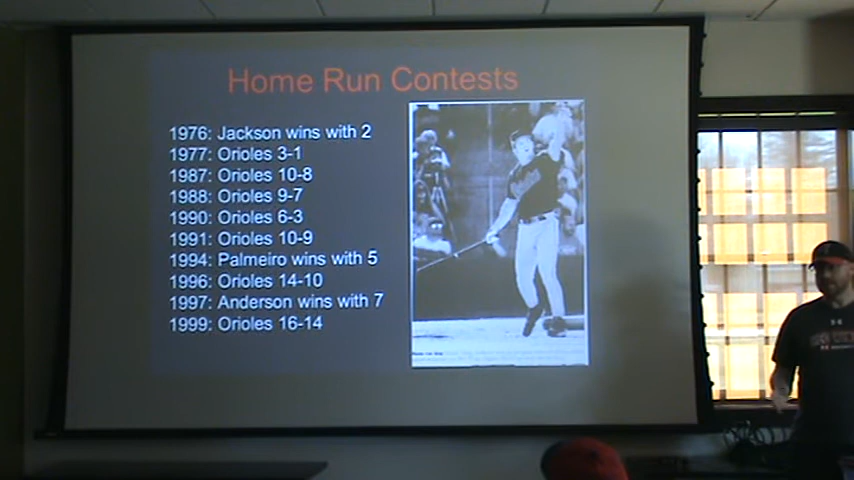 Home Run Contests
1976: Jackson wins with 2
1977: Orioles 3-1
1987: Orioles 10-8
1988: Orioles 9-7
1990: Orioles 6-3
1991: Orioles 10-9
1994: Palmeiro wins with 5
1996: Orioles 14-10
1997: Anderson wins with 7
1999: Orioles 16-14